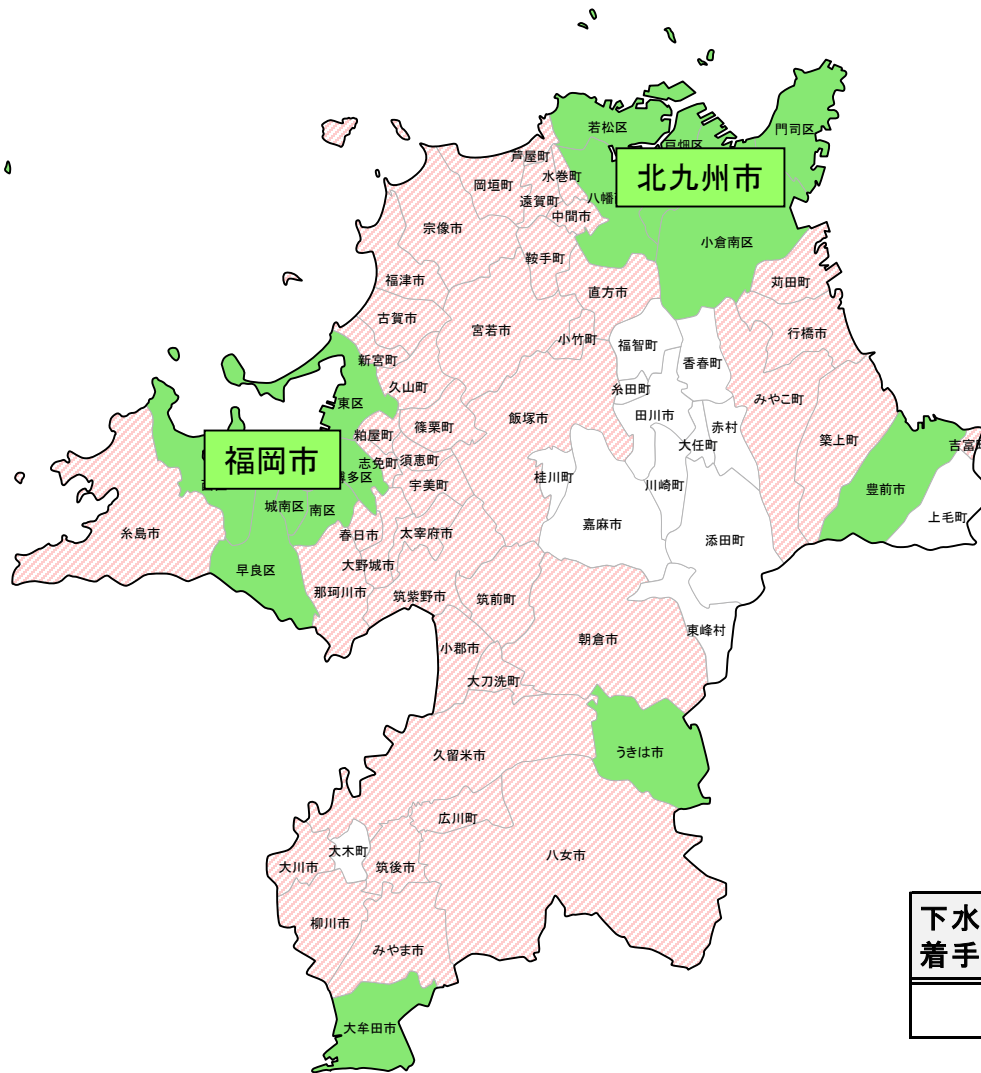 若松区
門司区
戸畑区
北九州市
芦屋町
水巻町
岡垣町
遠賀町
八幡
中間市
宗像市
小倉南区
鞍手町
福津市
直方市
苅田町
古賀市
宮若市
小竹町
行橋市
福智町
新宮町
香春町
久山町
糸田町
みやこ町
東区
飯塚市
田川市
赤村
粕屋町
篠栗町
大任町
築上町
吉富町
福岡市
志免町
須恵町
博多区
桂川町
川崎町
宇美町
豊前市
城南区
南区
嘉麻市
上毛町
糸島市
春日市
太宰府市
添田町
早良区
大野城市
那珂川市
筑紫野市
筑前町
東峰村
小郡市
朝倉市
大刀洗町
久留米市
うきは市
広川町
大木町
八女市
大川市
筑後市
柳川市
みやま市
下水
着手
大牟田市